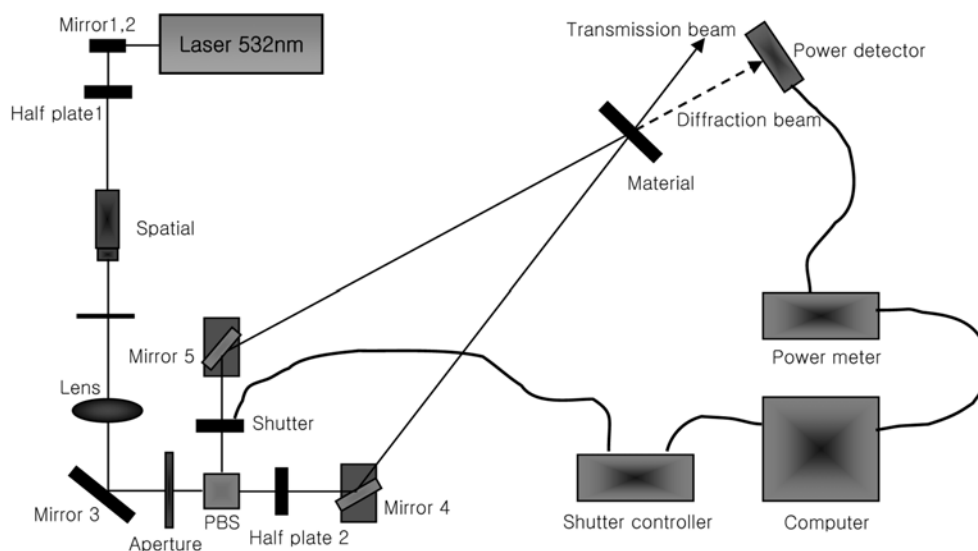 Mirror1,2
Laser 532nm
Transmission beam
Power detector
Half plate1
Diffraction beam
Material
Spatial
Mirror 5
Power meter
Lens
Shutter
Mirror 3
PBS
Mirror 4
Aperture
Half plate 2
Shutter controller
Computer